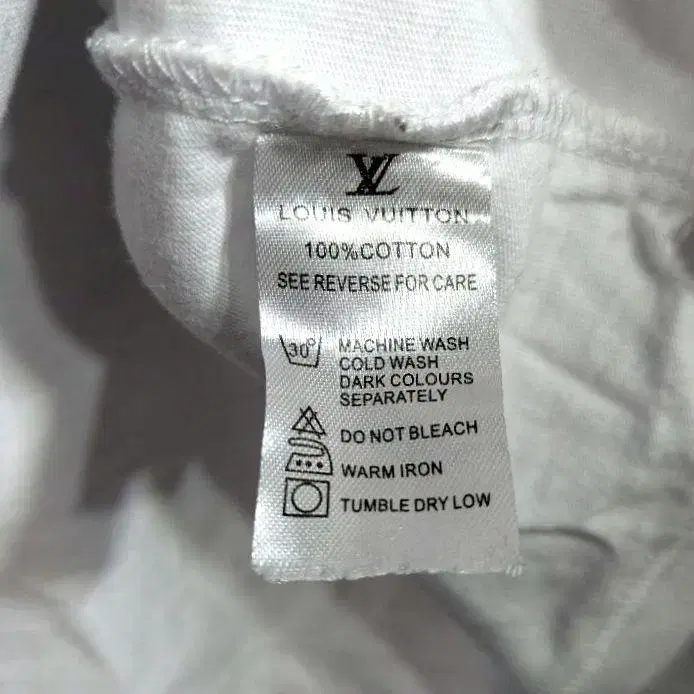 LV
LOUIS VUITTON
100%COTTON
SEE REVERSE FOR CARE
30°
MACHINE WASH
COLD WASH
DARK COLOURS
SEPARATELY
DO NOT BLEACH
WARM IRON
TUMBLE DRY LOW